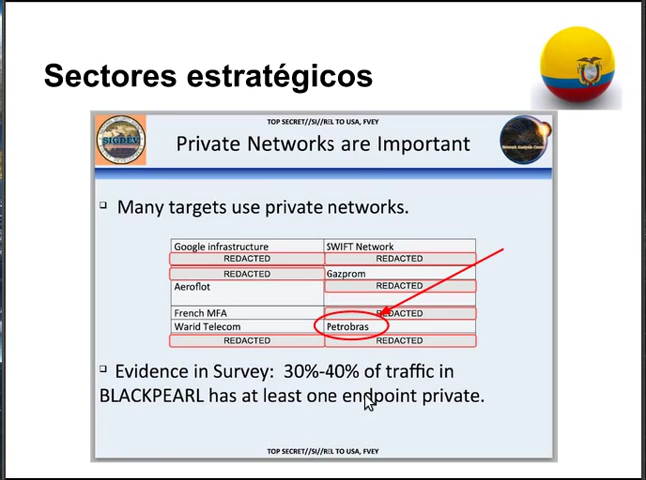 Sectores estratégicos
TOP SECRET//SI//REL TO USA, FVEY
SIGDEV
Private Networks are Important
Many targets use private networks.
Google infrastructure SWIFT Network
REDACTED REDACTED
REDACTED Gazprom
Aeroflot REDACTED
French MFA REDACTED
Warid Telecom Petrobras
REDACTED REDACTED
Evidence in Survey: 30%-40% of traffic in
BLACKPEARL has at least one endpoint private.
TOP SECRET//SI//REL TO USA, FVEY